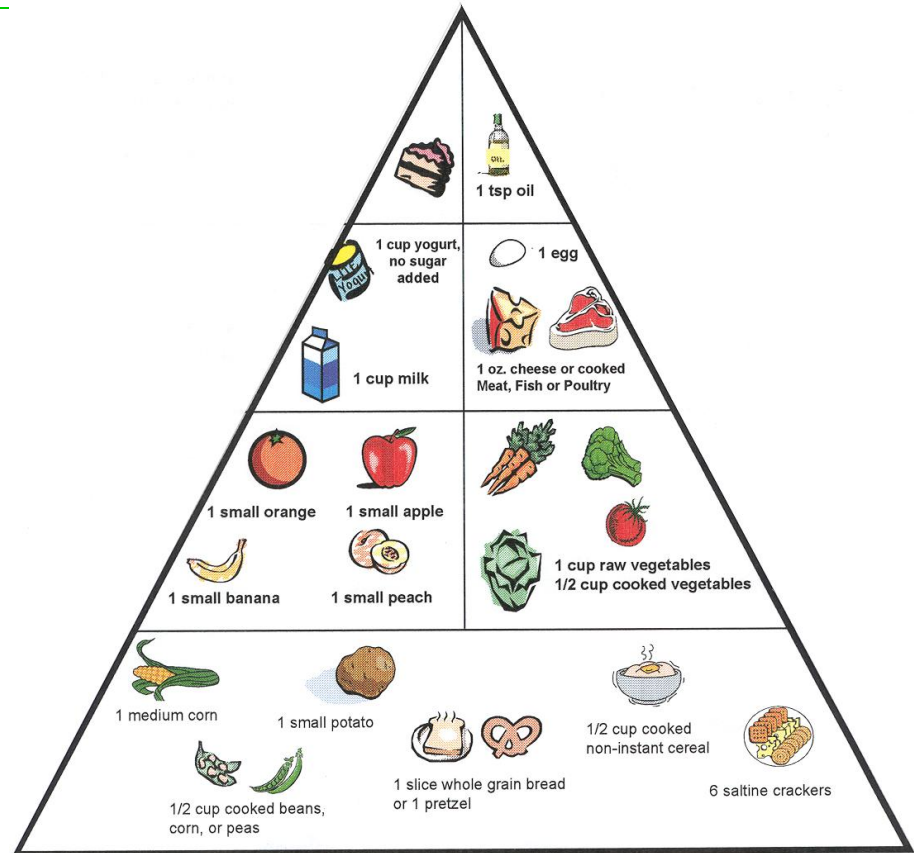 OIL
1 tsp oil
1 cup yogurt,
no sugar
added
LITE
Yogurt
1 egg
1 cup milk
1 oz. cheese or cooked
Meat, Fish or Poultry
1 small orange
1 small apple
1 small banana
1 small peach
1 cup raw vegetables
1/2 cup cooked vegetables
1 medium corn
1 small potato
1/2 cup cooked
non-instant cereal
1 slice whole grain bread
or 1 pretzel
6 saltine crackers
1/2 cup cooked beans,
corn, or peas